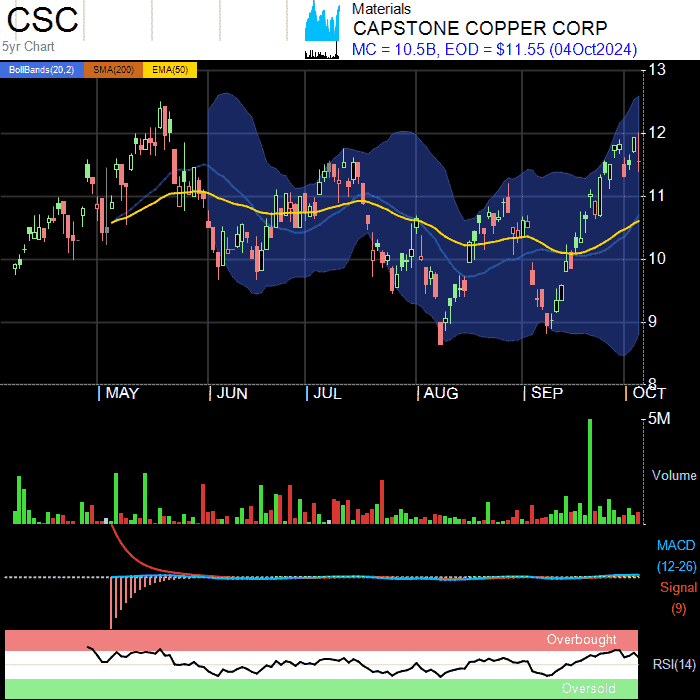 CSC
5yr Chart
Materials
CAPSTONE COPPER CORP
MC = 10.5B, EOD = $11.55 (04Oct2024)
BollBands(20,2) SMA(200) EMA(50)
13
12
11
10
9
8
MAY JUN JUL AUG SEP OCT
5M
Volume
MACD
(12-26)
Signal
(9)
Overbought
RSI(14)
Oversold